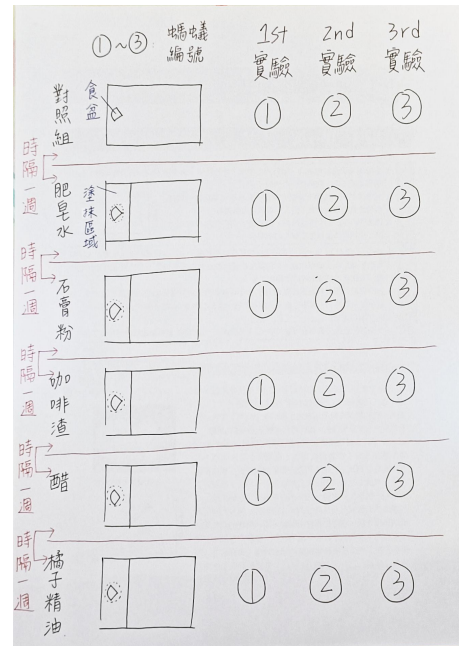 ①~③：螞蟻編號
1st 實驗
2nd 實驗
3rd 實驗
對照組
食盆
① ② ③
時隔一週
肥皂水
塗抹區域
① ② ③
時隔一週
石膏粉
① ② ③
時隔一週
咖啡渣
① ② ③
時隔一週
醋
① ② ③
時隔一週
橘子精油
① ② ③